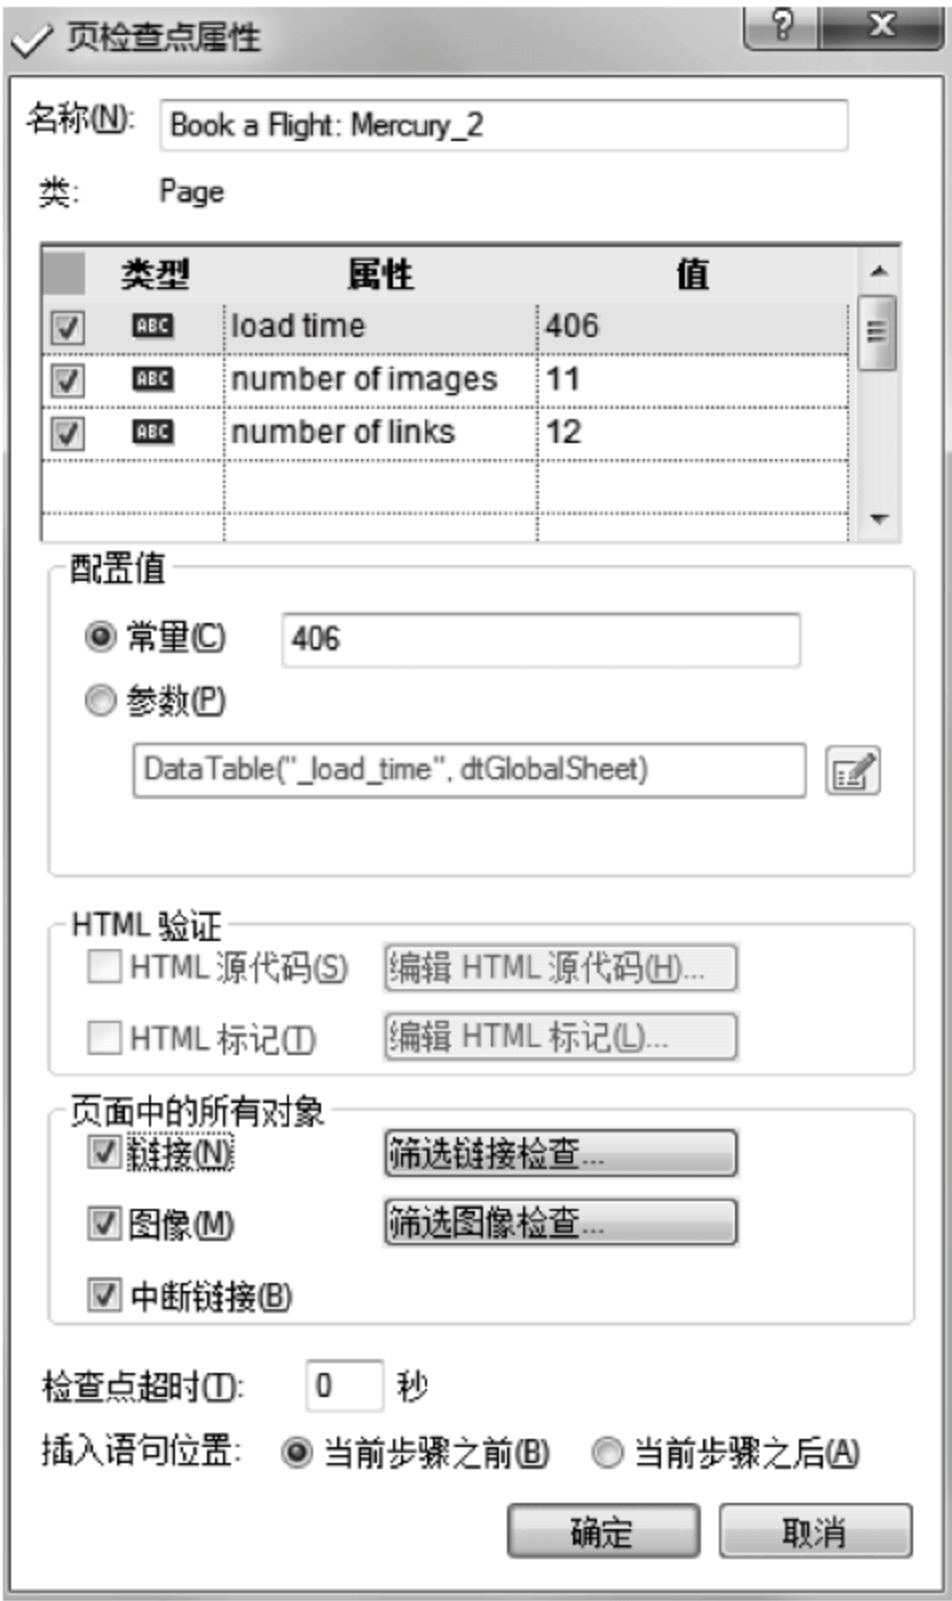 页检查点属性
名称(N): Book a Flight: Mercury_2
类: Page
类型 属性 值
ABC load time 406
ABC number of images 11
ABC number of links 12
配置值
常量(C) 406
参数(P)
DataTable("_load_time", dtGlobalSheet)
HTML 验证
HTML 源代码(S) 编辑 HTML 源代码(H)...
HTML 标记(T) 编辑 HTML 标记(L)...
页面中的所有对象
链接(N) 筛选链接检查...
图像(M) 筛选图像检查...
中断链接(B)
检查点超时(T): 0 秒
插入语句位置: 当前步骤之前(B) 当前步骤之后(A)
确定 取消